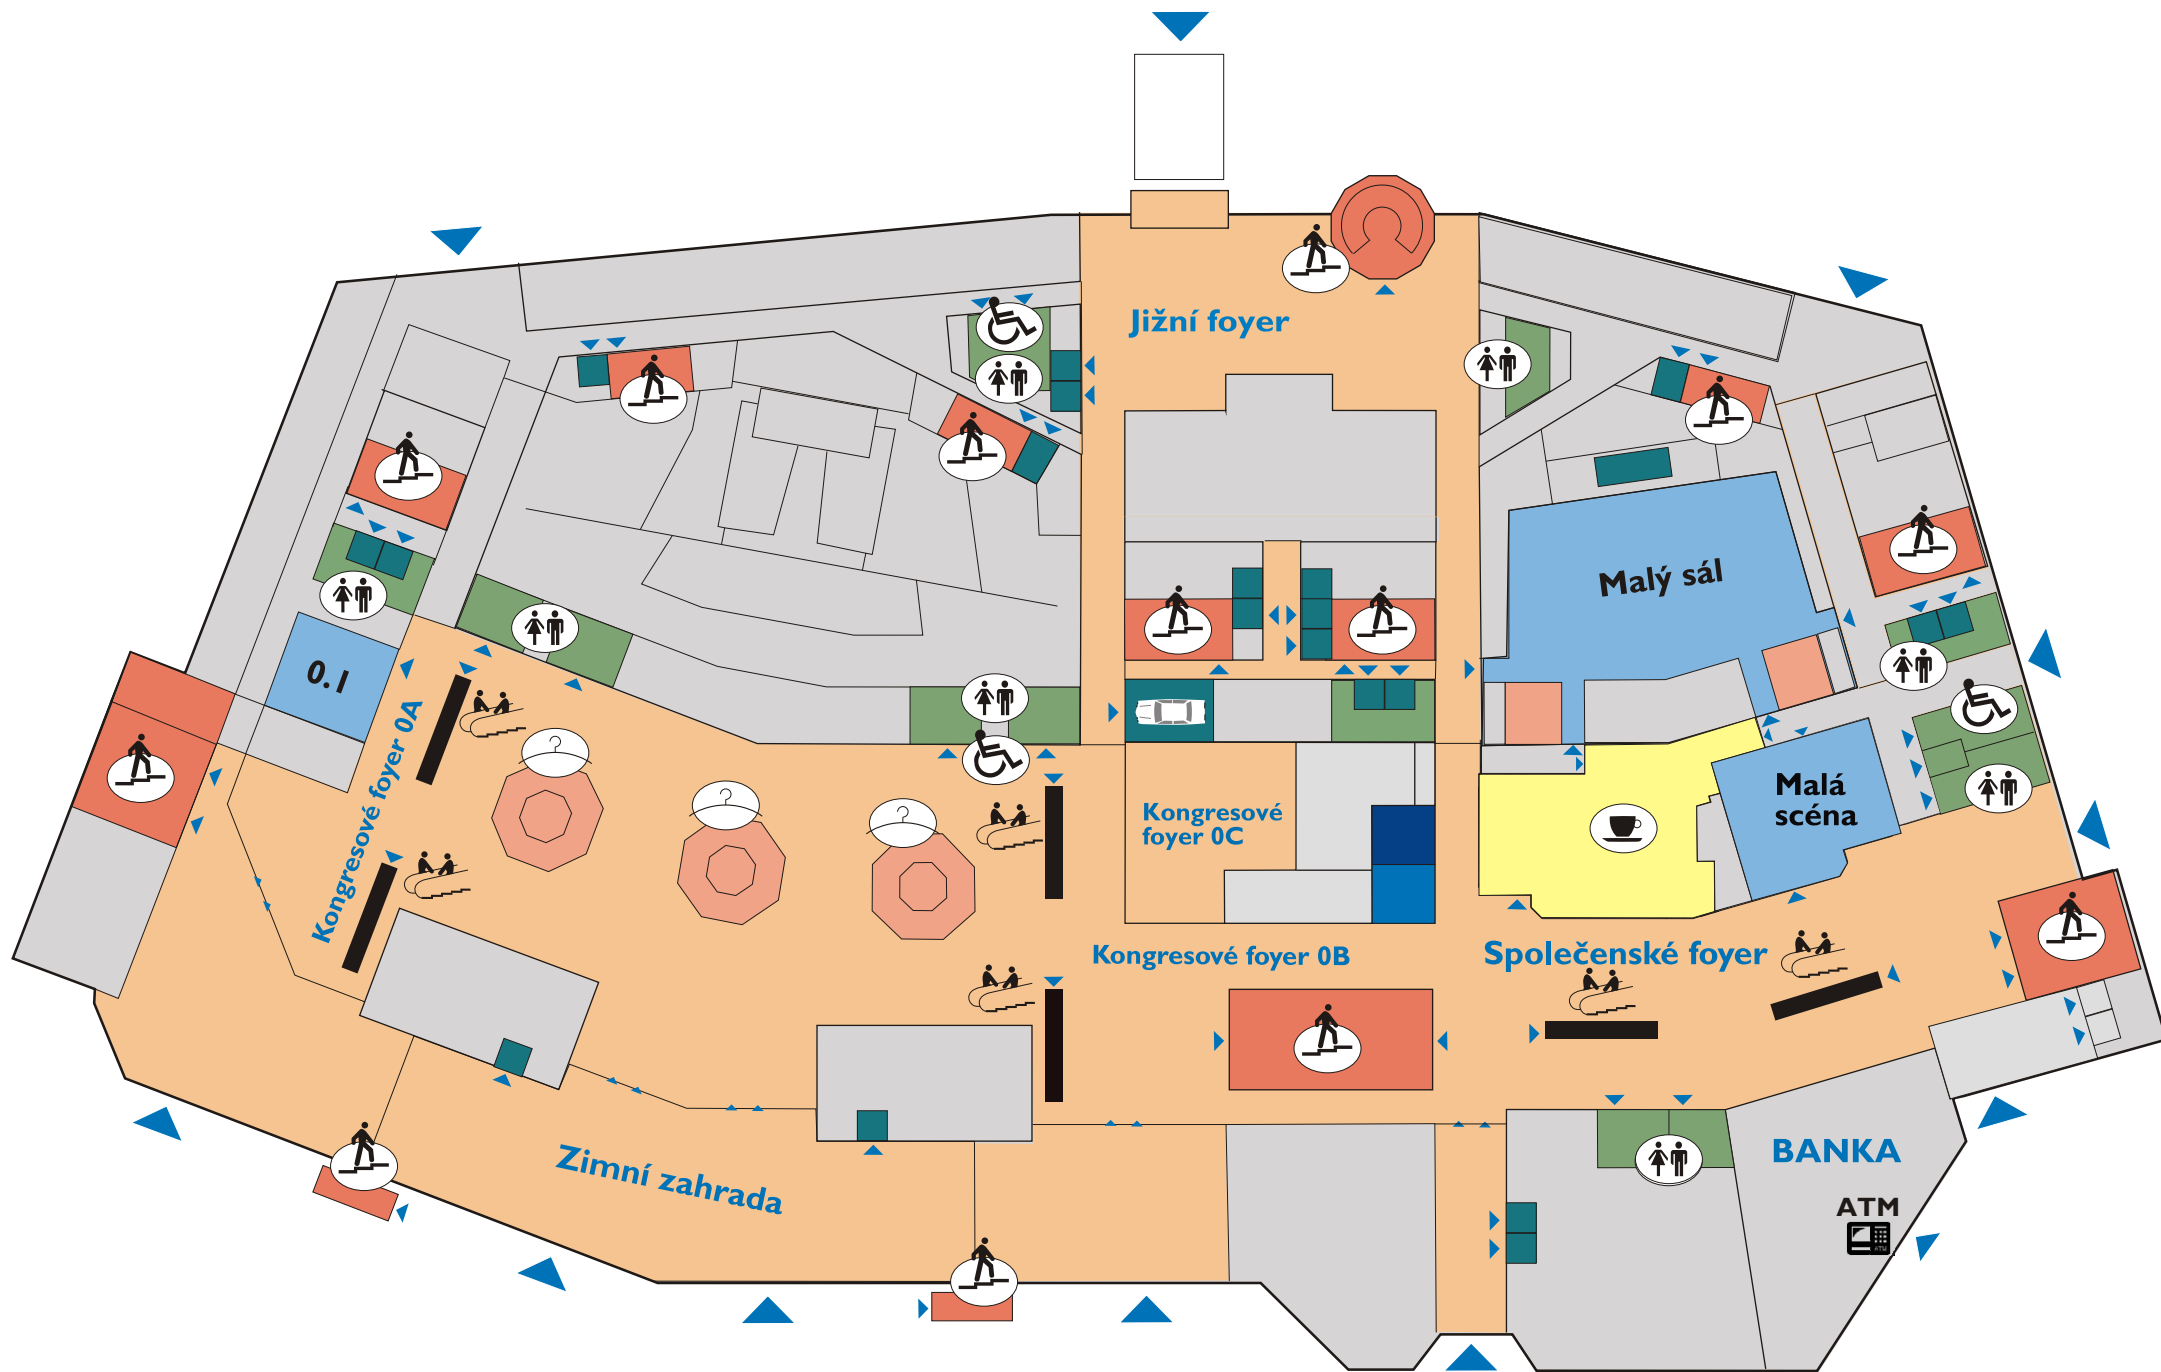 Jižní foyer
Malý sál
0.1
Kongresové foyer 0A
Kongresové
foyer 0C
Malá
scéna
Kongresové foyer 0B
Společenské foyer
Zimní zahrada
BANKA
ATM
ATM